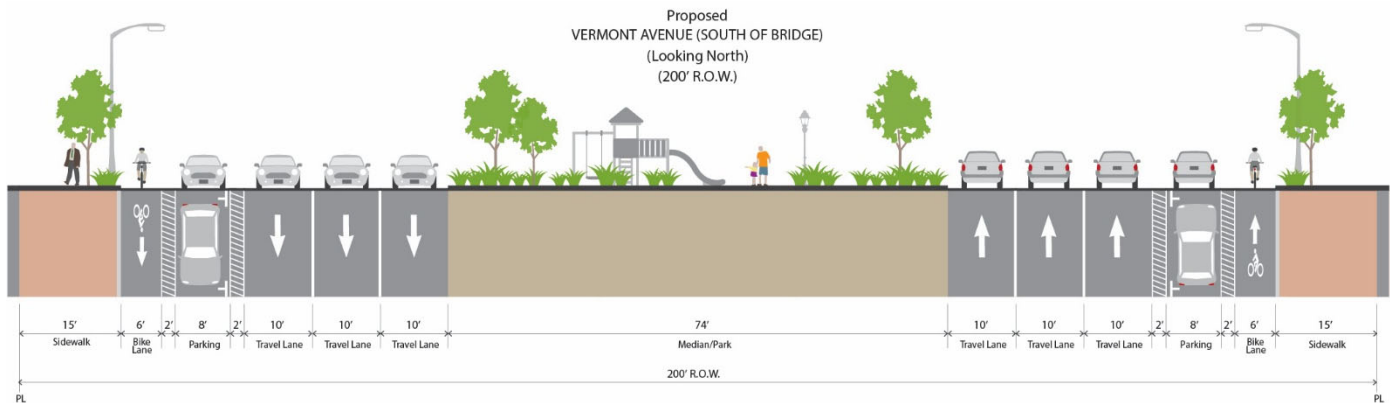 Proposed
VERMONT AVENUE (SOUTH OF BRIDGE)
(Looking North)
(200' R.O.W.)
15' 6' 2' 8' 2' 10' 10' 10' 74' 10' 10' 10' 2' 8' 2' 6' 15'
Sidewalk Bike Lane Parking Travel Lane Travel Lane Travel Lane Median/Park Travel Lane Travel Lane Travel Lane Parking Bike Lane Sidewalk
200' R.O.W.
PL PL